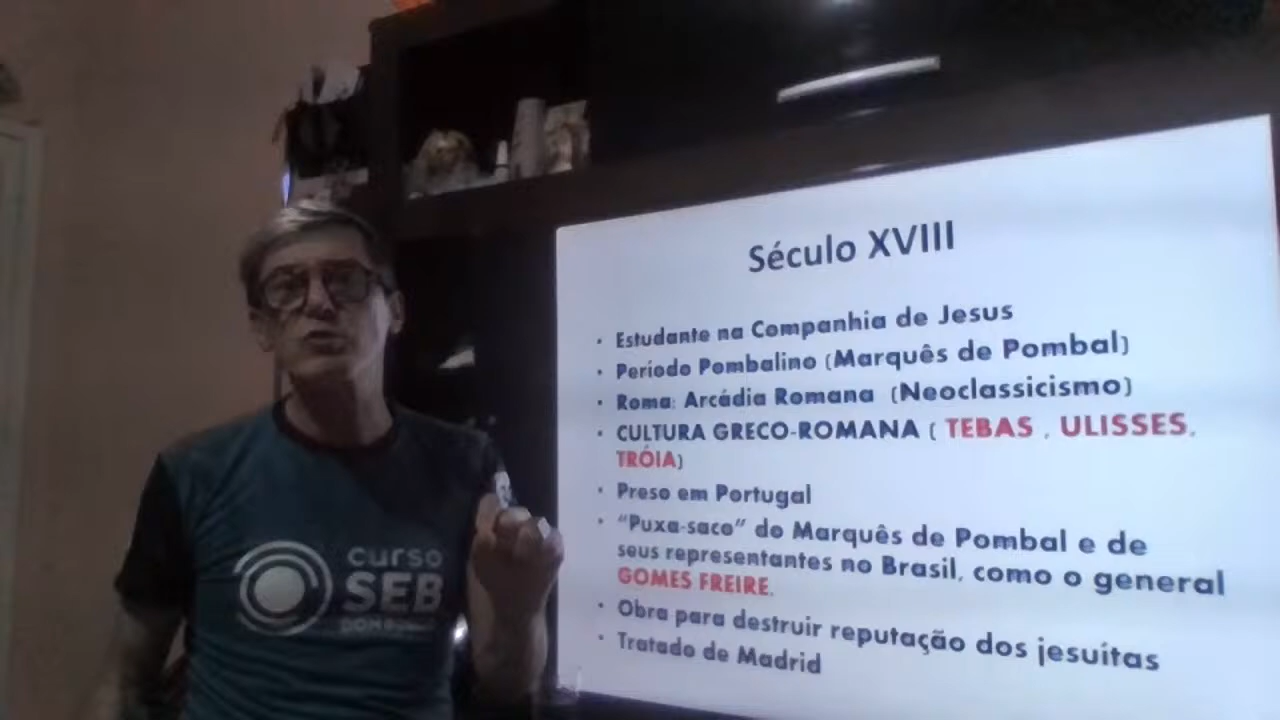 Século XVIII
• Estudante na Companhia de Jesus
• Período Pombalino (Marquês de Pombal)
• Roma: Arcádia Romana (Neoclassicismo)
• CULTURA GRECO-ROMANA ( TEBAS , ULISSES,
TRÓIA)
• Preso em Portugal
• “Puxa-saco” do Marquês de Pombal e de
seus representantes no Brasil, como o general
GOMES FREIRE.
• Obra para destruir reputação dos jesuítas
• Tratado de Madrid
curso
SEB